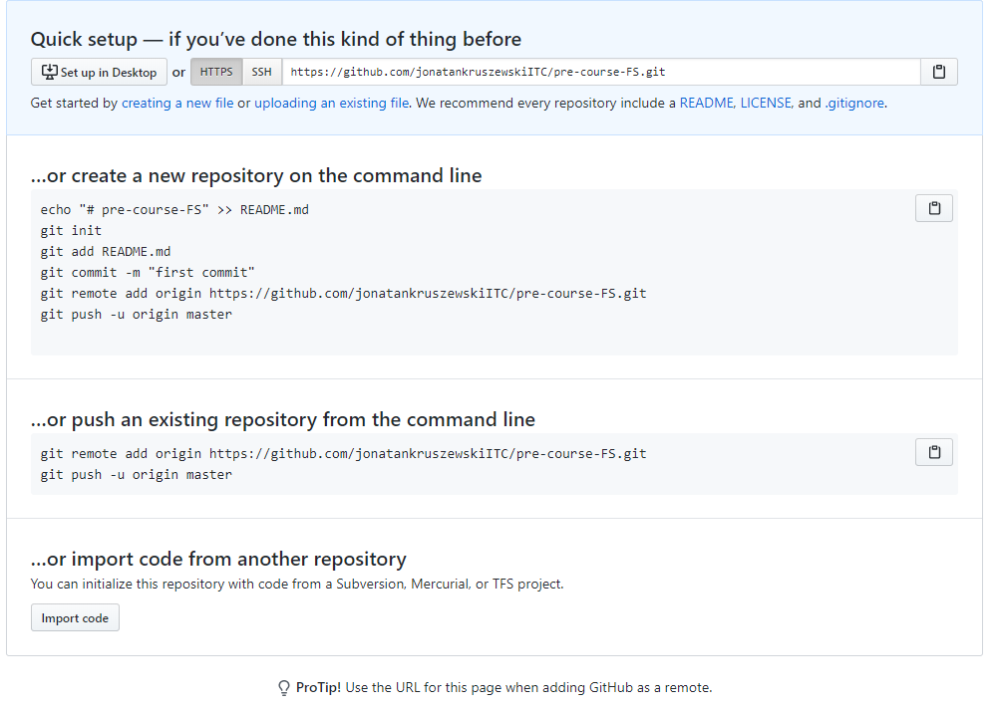 Quick setup — if you’ve done this kind of thing before
Set up in Desktop or HTTPS SSH https://github.com/jonatankruszewskiITC/pre-course-FS.git
Get started by creating a new file or uploading an existing file. We recommend every repository include a README, LICENSE, and .gitignore.
…or create a new repository on the command line
echo "# pre-course-FS" >> README.md
git init
git add README.md
git commit -m "first commit"
git remote add origin https://github.com/jonatankruszewskiITC/pre-course-FS.git
git push -u origin master
…or push an existing repository from the command line
git remote add origin https://github.com/jonatankruszewskiITC/pre-course-FS.git
git push -u origin master
…or import code from another repository
You can initialize this repository with code from a Subversion, Mercurial, or TFS project.
Import code
ProTip! Use the URL for this page when adding GitHub as a remote.